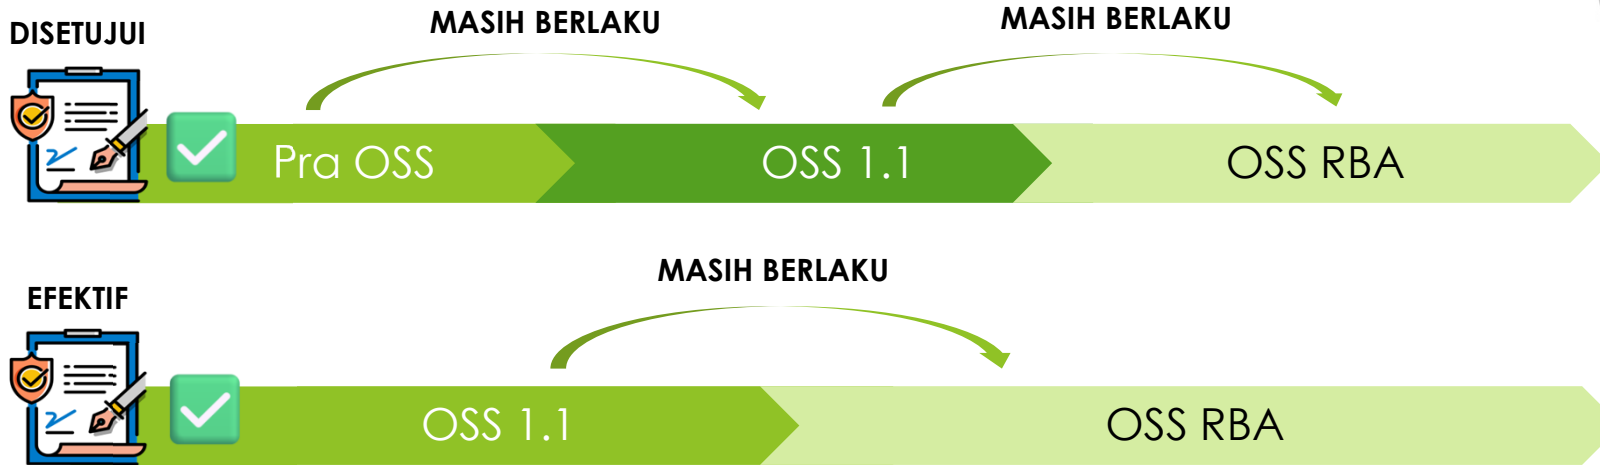 DISETUJUI
MASIH BERLAKU
MASIH BERLAKU
Pra OSS
OSS 1.1
OSS RBA
EFEKTIF
MASIH BERLAKU
OSS 1.1
OSS RBA